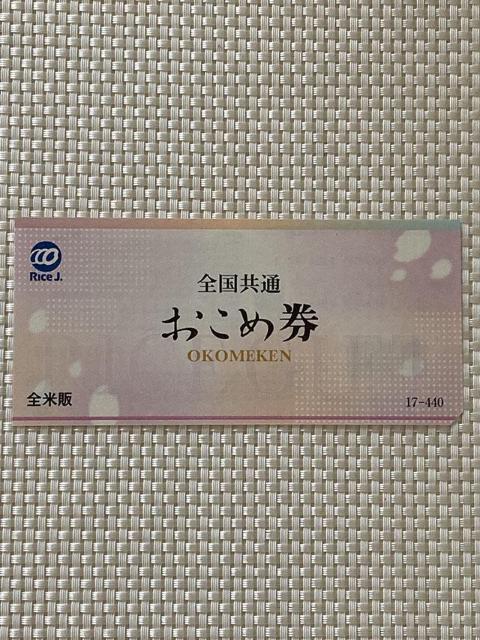 Rice J.
全国共通
おこめ券
OKOMEKEN
全米販
17-440